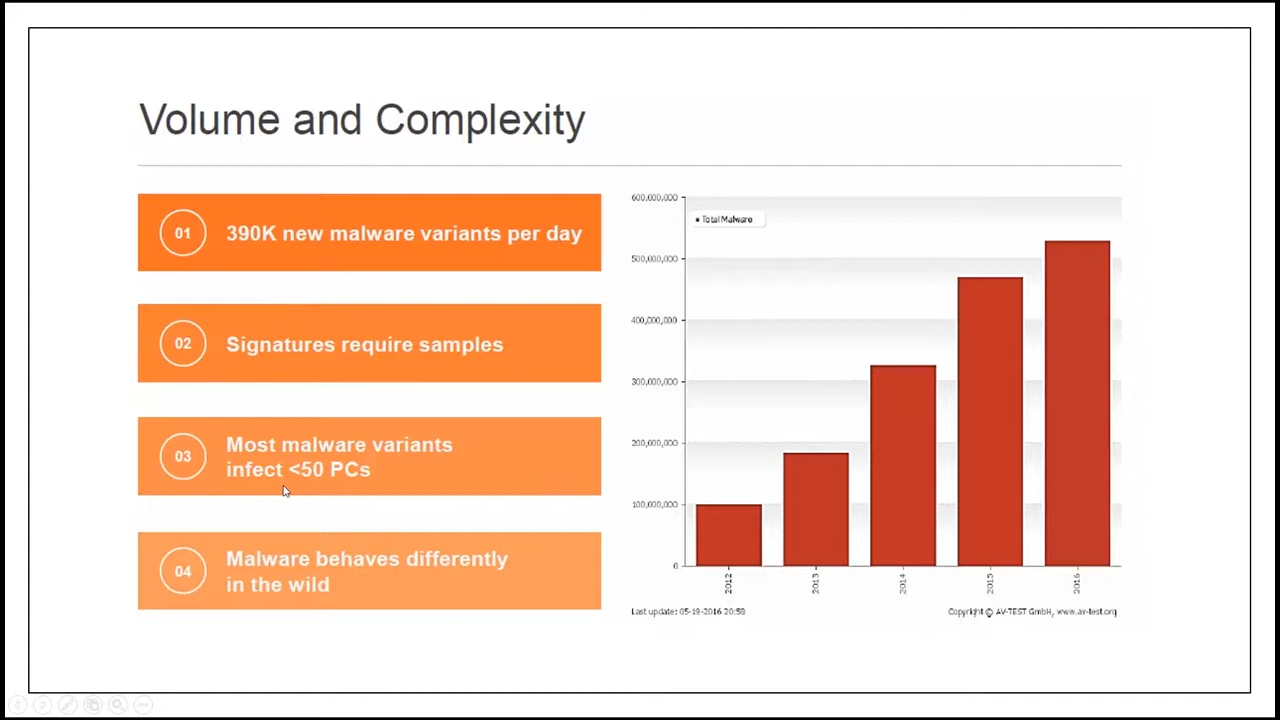 Volume and Complexity
01
390K new malware variants per day
02
Signatures require samples
03
Most malware variants
infect <50 PCs
04
Malware behaves differently
in the wild
Total Malware
600,000,000
500,000,000
400,000,000
300,000,000
200,000,000
100,000,000
0
2012
2013
2014
2015
2016
Last update: 05-19-2016 20:58
Copyright © AV-TEST GmbH, www.av-test.org